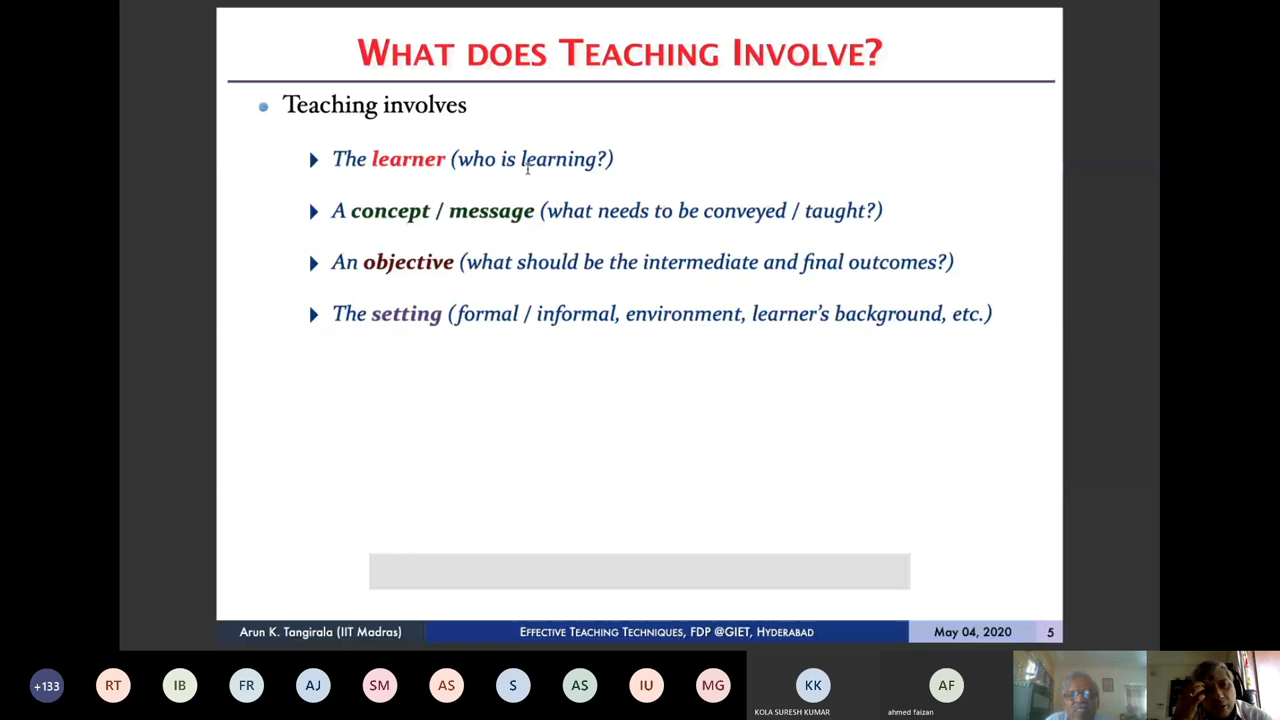 WHAT DOES TEACHING INVOLVE?
Teaching involves
The learner (who is learning?)
A concept / message (what needs to be conveyed / taught?)
An objective (what should be the intermediate and final outcomes?)
The setting (formal / informal, environment, learner's background, etc.)
Arun K. Tangirala (IIT Madras) EFFECTIVE TEACHING TECHNIQUES, FDP @GIET, HYDERABAD May 04, 2020 5
+133 RT IB FR AJ SM AS S AS IU MG KK AF
KOLA SURESH KUMAR ahmed faizan